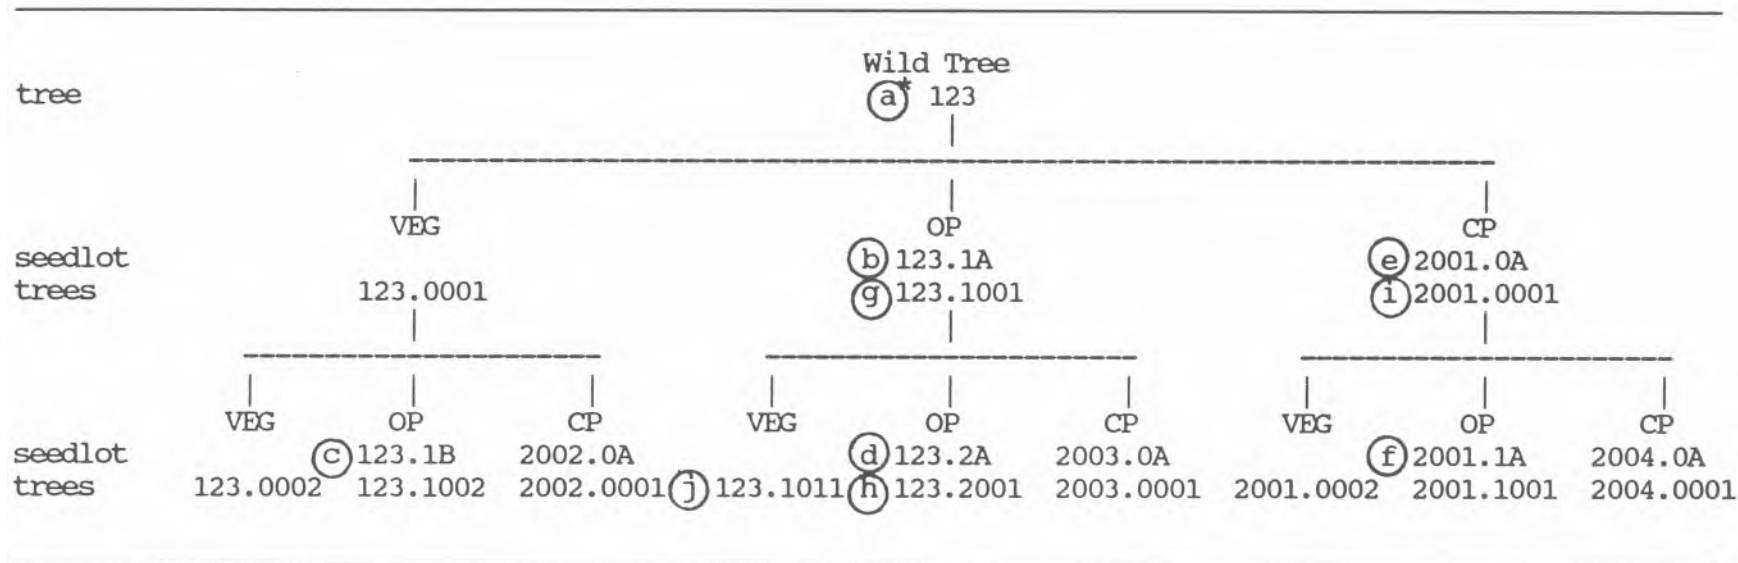 Wild Tree
tree (a)* 123
VEG OP CP
seedlot (b) 123.1A (e) 2001.0A
trees 123.0001 (g) 123.1001 (i) 2001.0001
VEG OP CP VEG OP CP VEG OP CP
seedlot (c) 123.1B 2002.0A (d) 123.2A 2003.0A (f) 2001.1A 2004.0A
trees 123.0002 123.1002 2002.0001 (j) 123.1011 (h) 123.2001 2003.0001 2001.0002 2001.1001 2004.0001